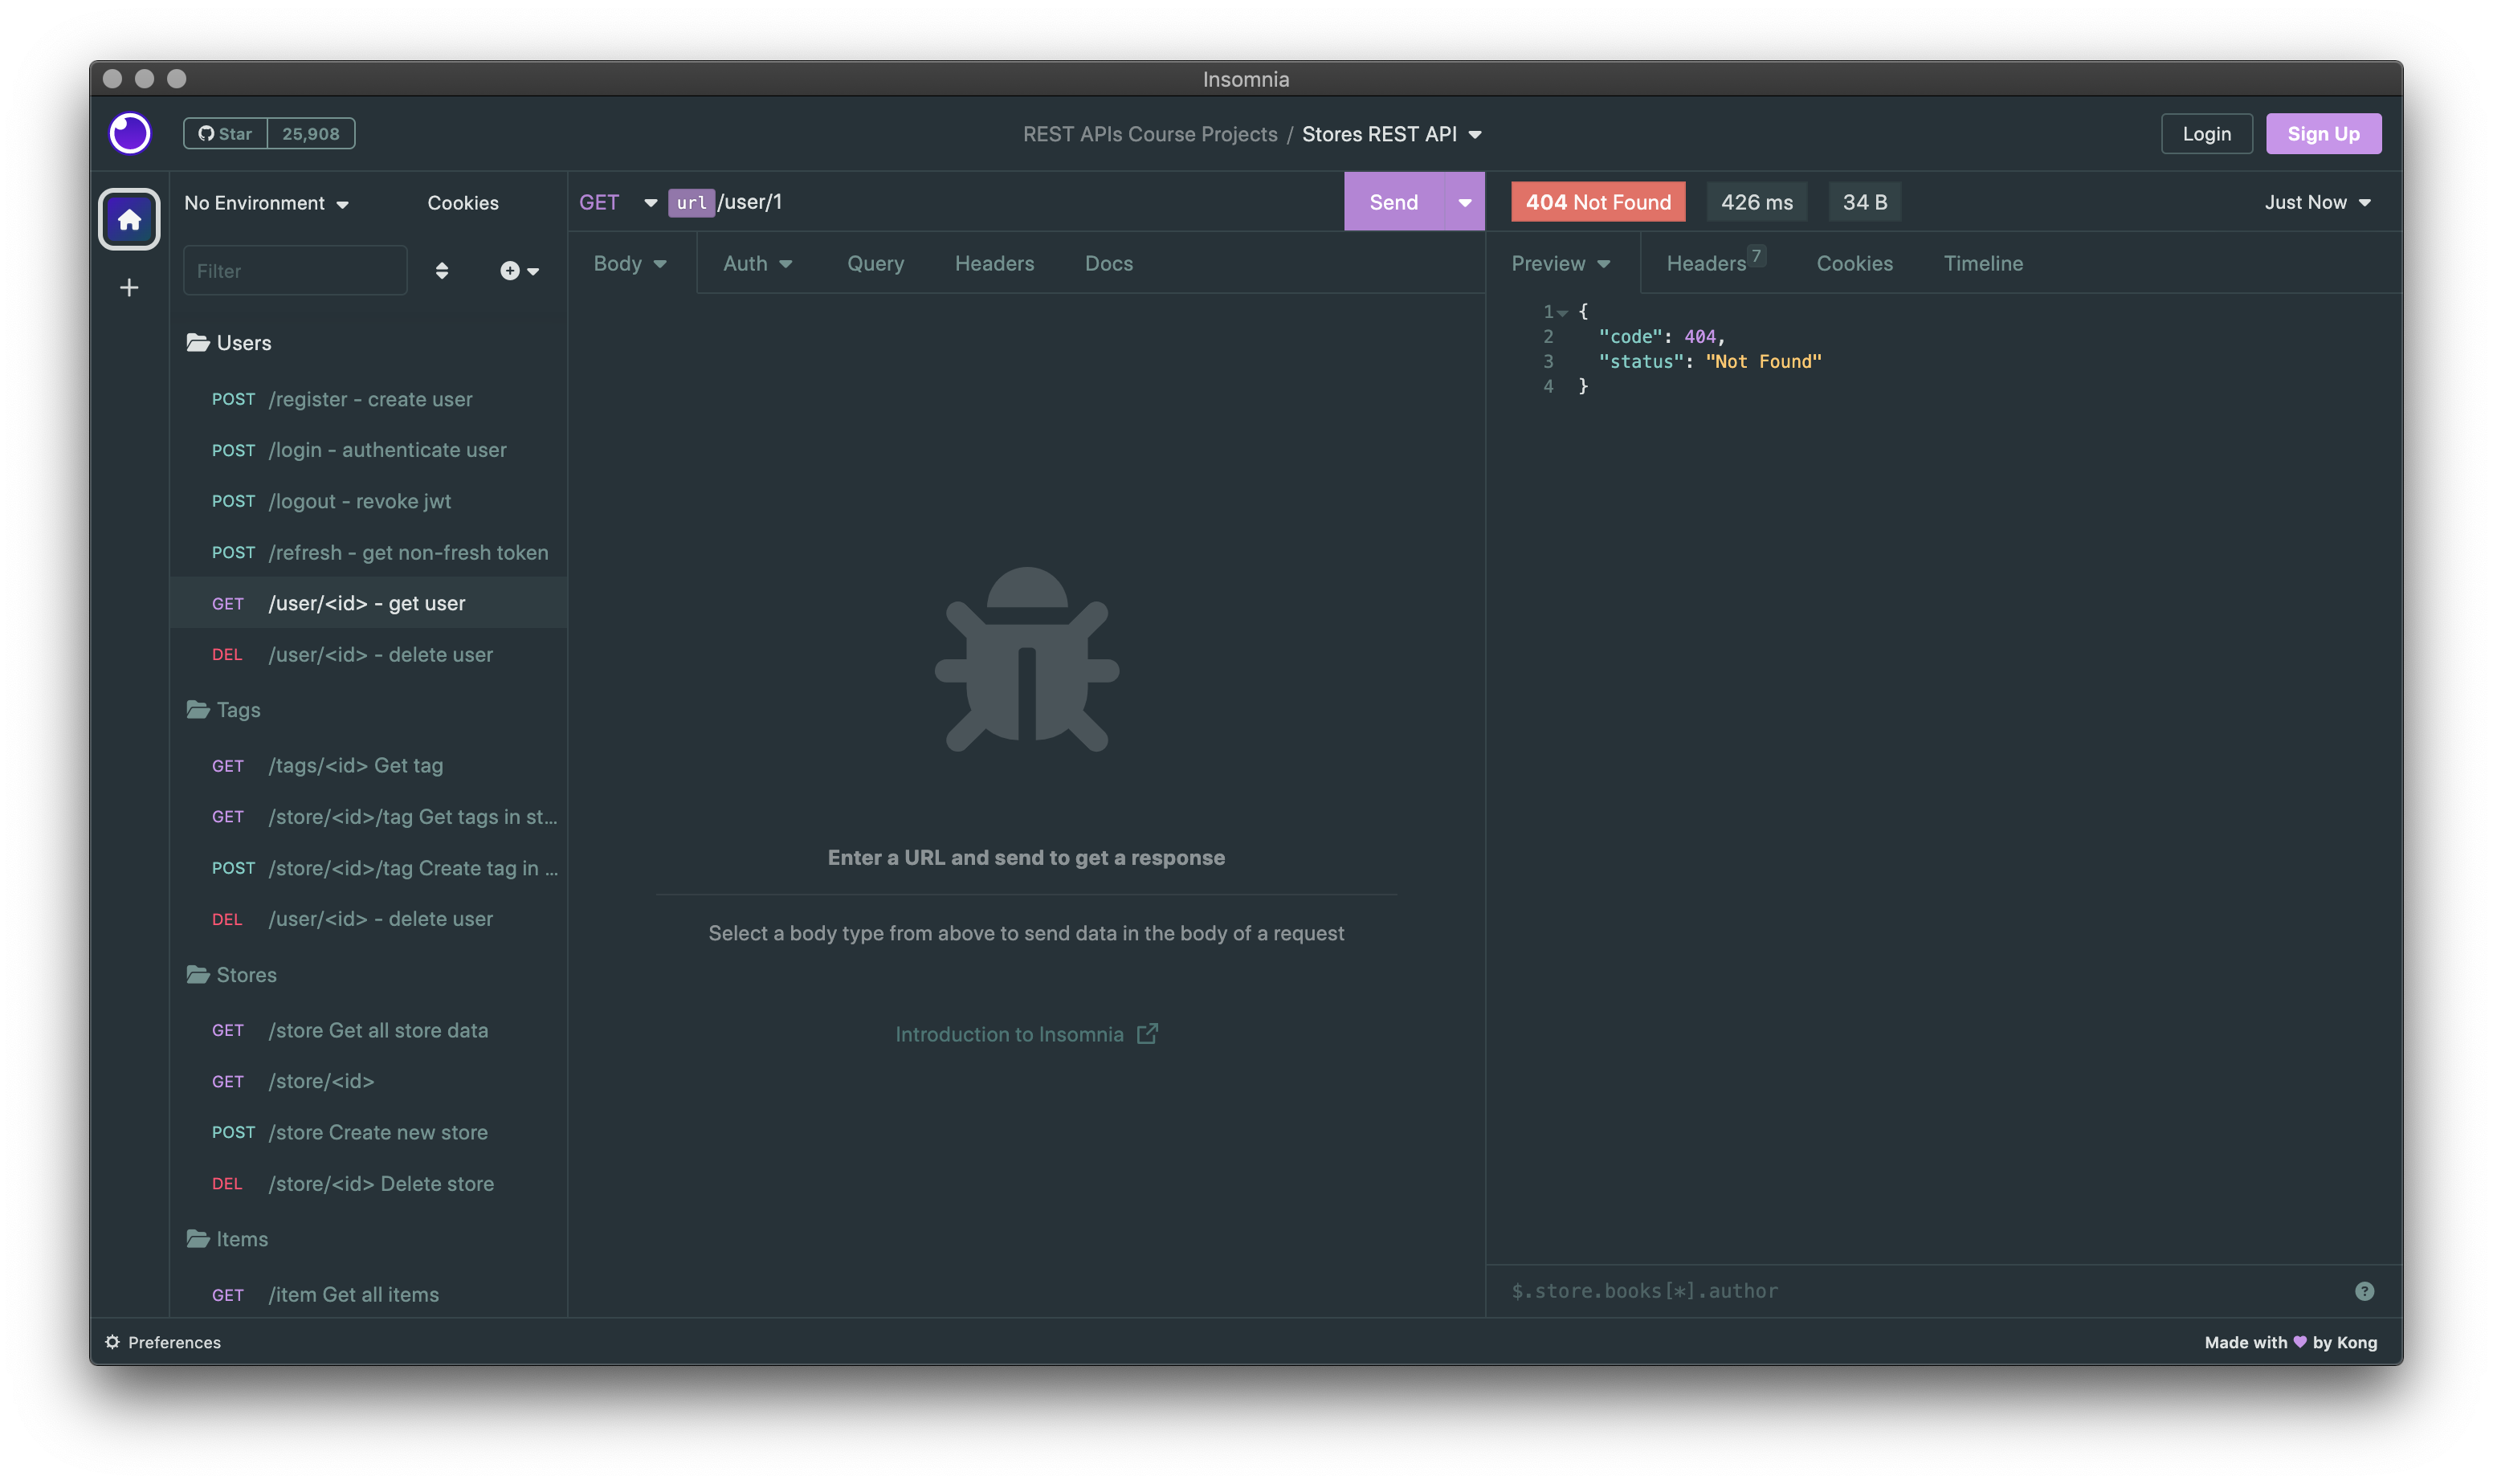 Insomnia
Star 25,908
REST APIs Course Projects / Stores REST API
Login
Sign Up
No Environment
Cookies
Filter
Users
POST /register - create user
POST /login - authenticate user
POST /logout - revoke jwt
POST /refresh - get non-fresh token
GET /user/<id> - get user
DEL /user/<id> - delete user
Tags
GET /tags/<id> Get tag
GET /store/<id>/tag Get tags in st...
POST /store/<id>/tag Create tag in ...
DEL /user/<id> - delete user
Stores
GET /store Get all store data
GET /store/<id>
POST /store Create new store
DEL /store/<id> Delete store
Items
GET /item Get all items
GET url/user/1
Send
Body Auth Query Headers Docs
Enter a URL and send to get a response
Select a body type from above to send data in the body of a request
Introduction to Insomnia
404 Not Found 426 ms 34 B
Just Now
Preview Headers 7 Cookies Timeline
1 {
2 "code": 404,
3 "status": "Not Found"
4 }
$.store.books[*].author
?
Preferences
Made with ♥ by Kong